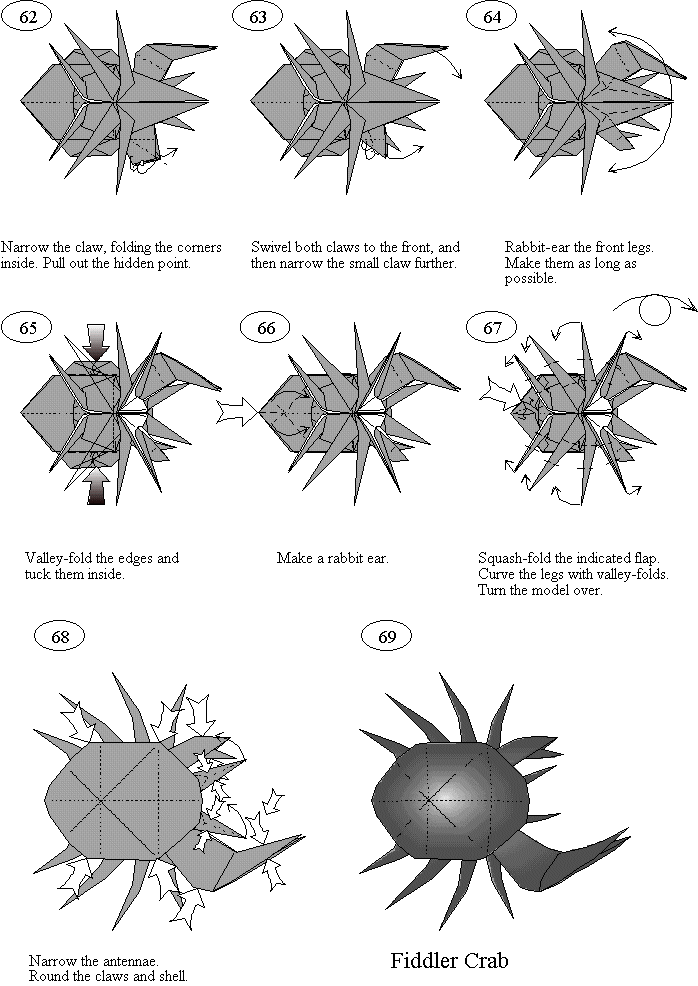 62
63
64
Narrow the claw, folding the corners
inside. Pull out the hidden point.
Swivel both claws to the front, and
then narrow the small claw further.
Rabbit-ear the front legs.
Make them as long as
possible.
65
66
67
Valley-fold the edges and
tuck them inside.
Make a rabbit ear.
Squash-fold the indicated flap.
Curve the legs with valley-folds.
Turn the model over.
68
69
Narrow the antennae.
Round the claws and shell.
Fiddler Crab